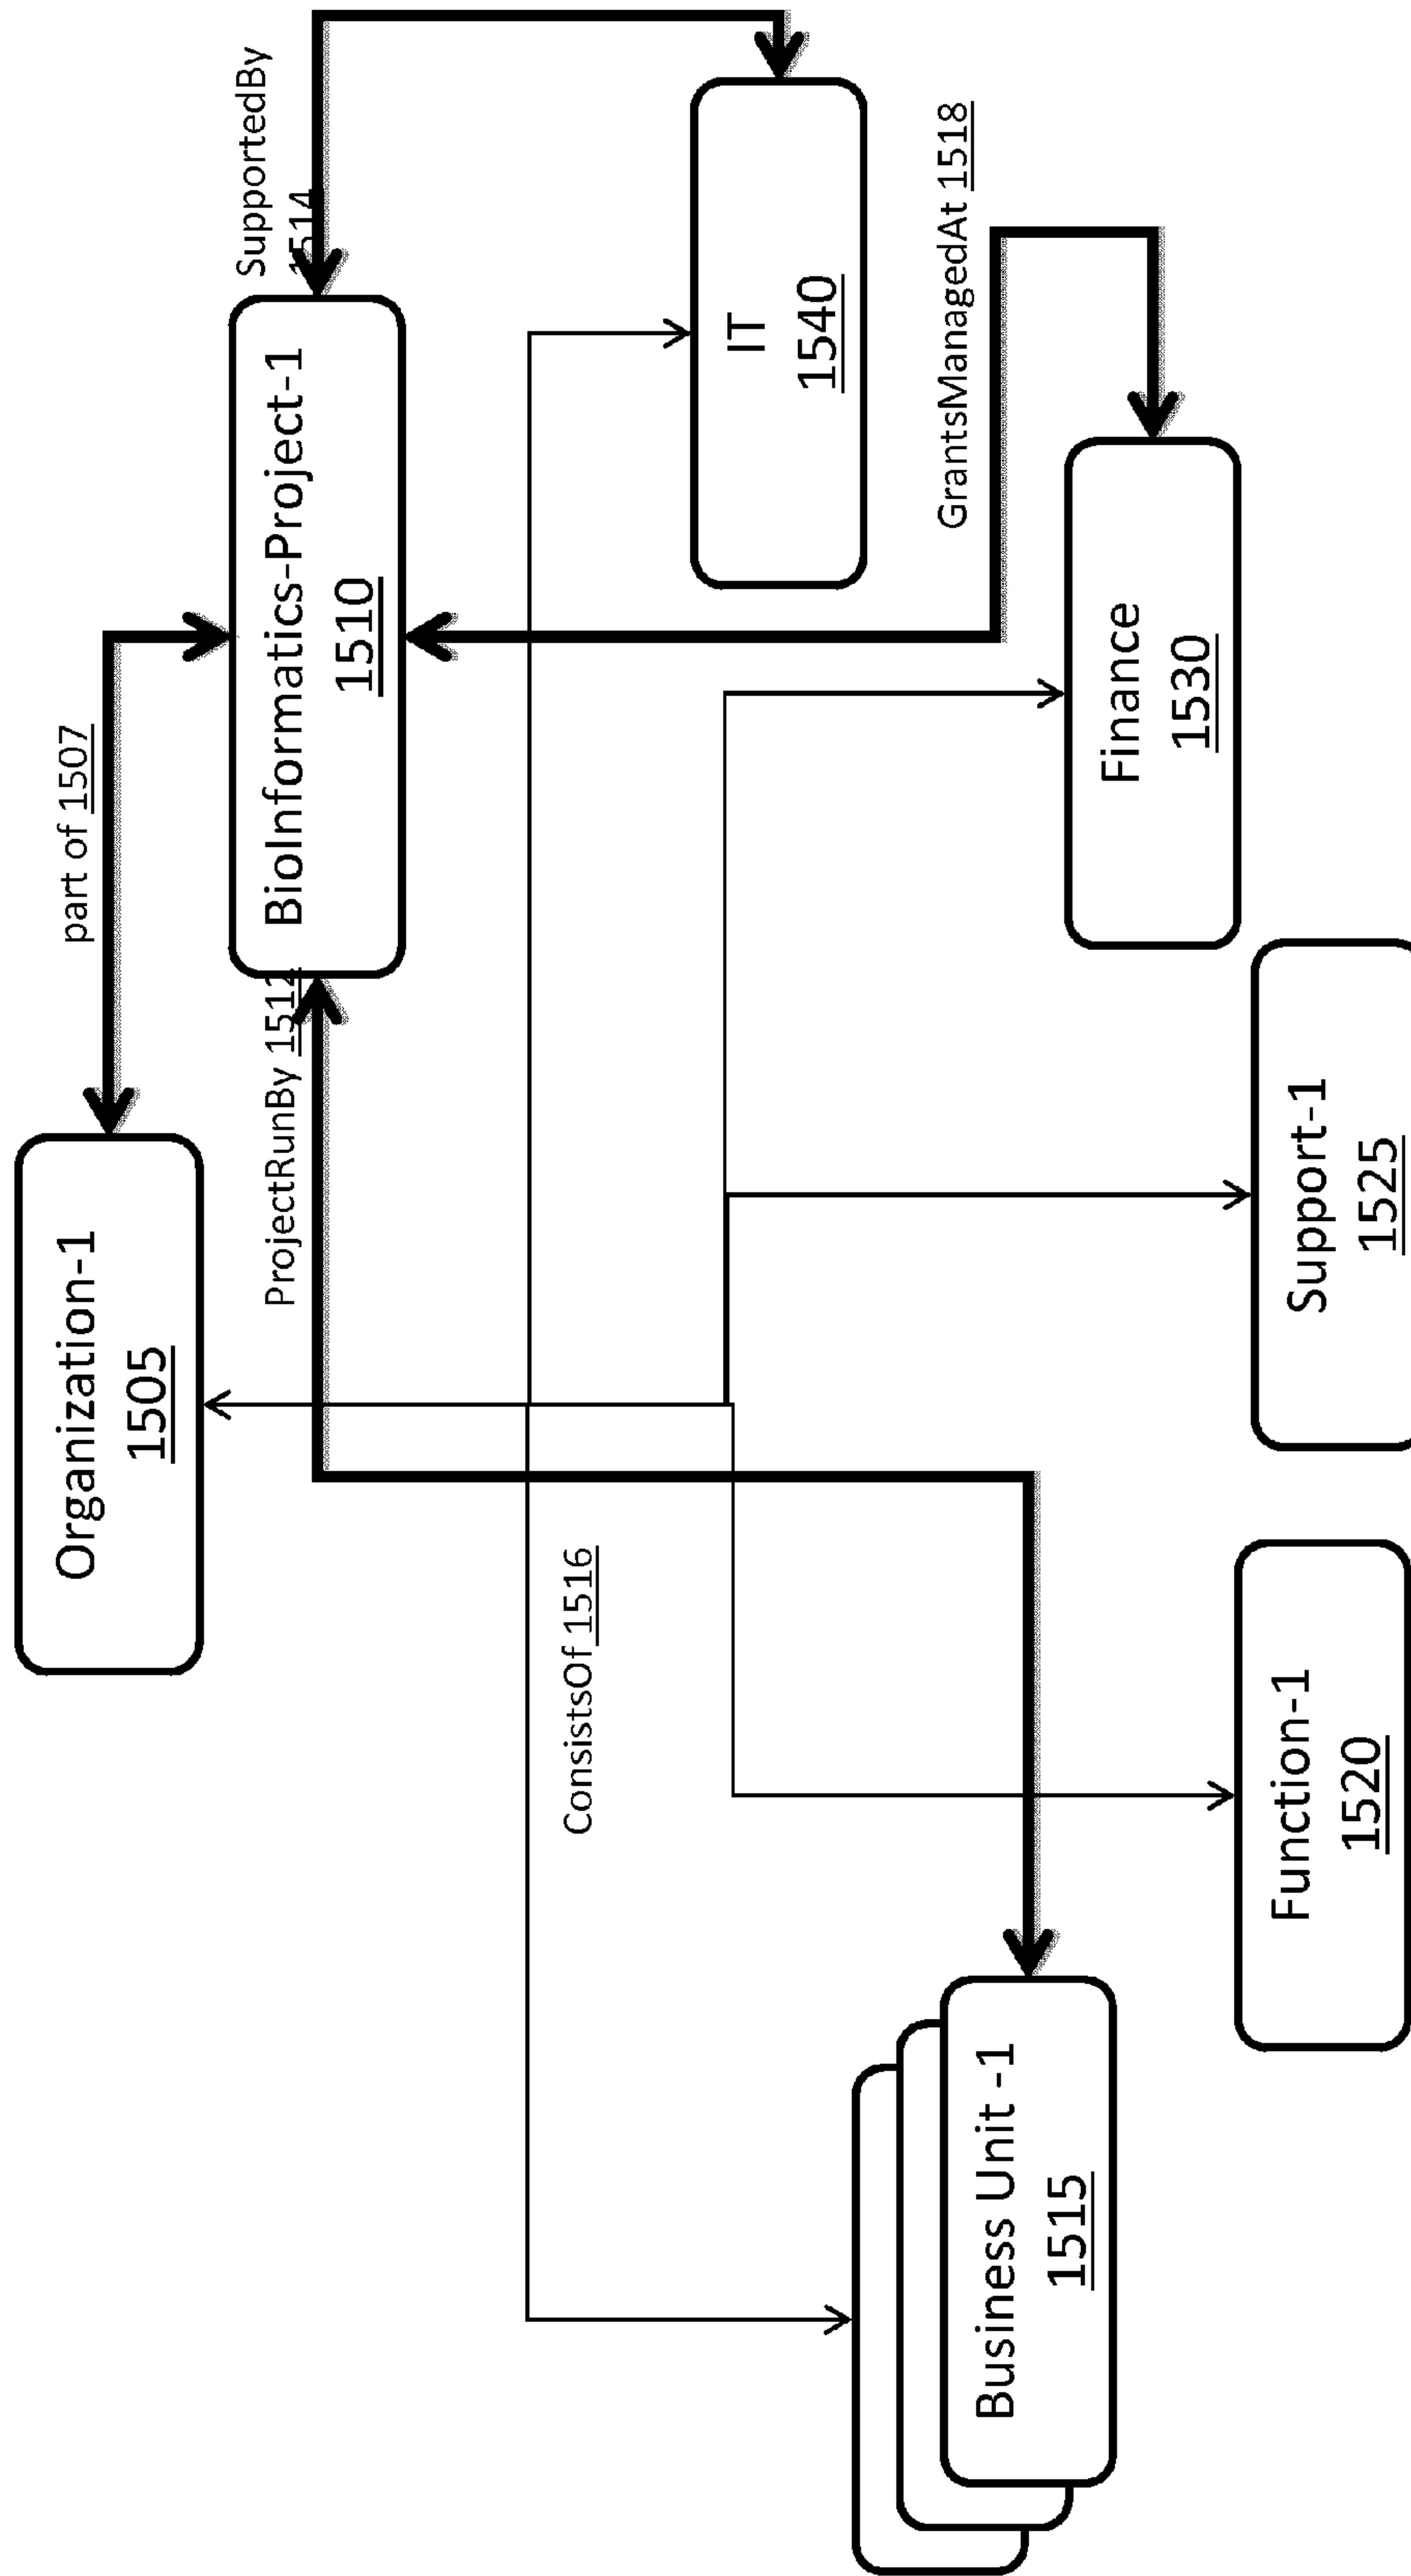 Organization-1
1505
part of 1507
SupportedBy
1514
BioInformatics-Project-1
1510
ProjectRunBy 1512
ConsistsOf 1516
IT
1540
GrantsManagedAt 1518
Business Unit -1
1515
Finance
1530
Function-1
1520
Support-1
1525